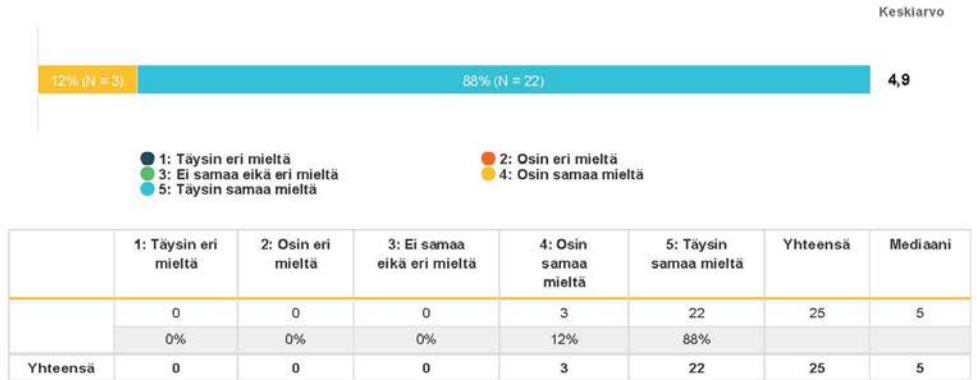 Keskiarvo
12% (N = 3) 88% (N = 22) 4,9
1: Täysin eri mieltä 2: Osin eri mieltä
3: Ei samaa eikä eri mieltä 4: Osin samaa mieltä
5: Täysin samaa mieltä
1: Täysin eri mieltä 2: Osin eri mieltä 3: Ei samaa eikä eri mieltä 4: Osin samaa mieltä 5: Täysin samaa mieltä Yhteensä Mediaani
0 0 0 3 22 25 5
0% 0% 0% 12% 88%
Yhteensä 0 0 0 3 22 25 5